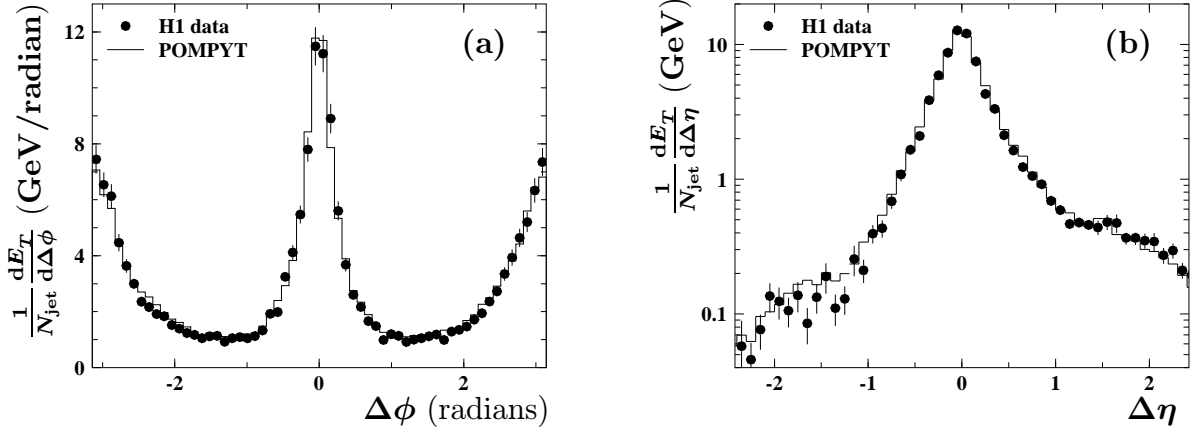 H1 data
POMPYT
(a)
1/N_jet dE_T/dΔφ (GeV/radian)
12
8
4
0
-2 0 2
Δφ (radians)
H1 data
POMPYT
(b)
1/N_jet dE_T/dΔη (GeV)
10
1
0.1
-2 -1 0 1 2
Δη